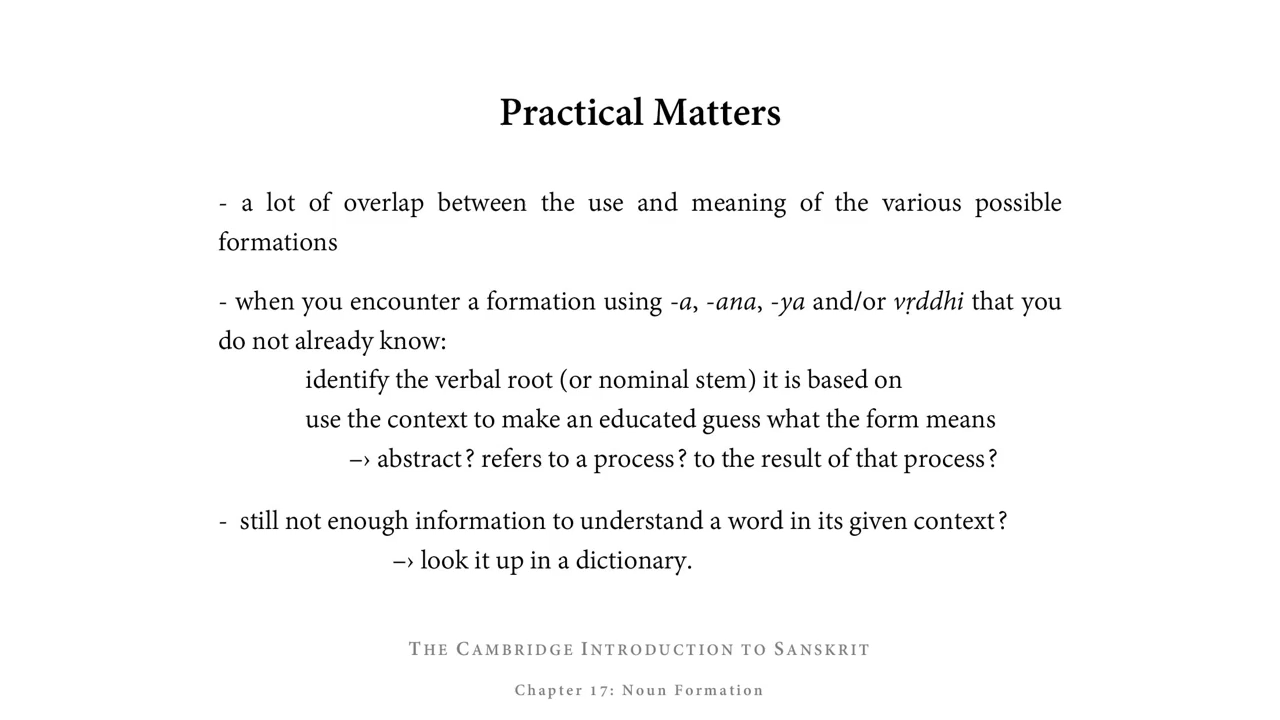 Practical Matters
- a lot of overlap between the use and meaning of the various possible
formations
- when you encounter a formation using -a, -ana, -ya and/or vṛddhi that you
do not already know:
identify the verbal root (or nominal stem) it is based on
use the context to make an educated guess what the form means
–› abstract? refers to a process? to the result of that process?
- still not enough information to understand a word in its given context?
–› look it up in a dictionary.
The Cambridge Introduction to Sanskrit
Chapter 17: Noun Formation